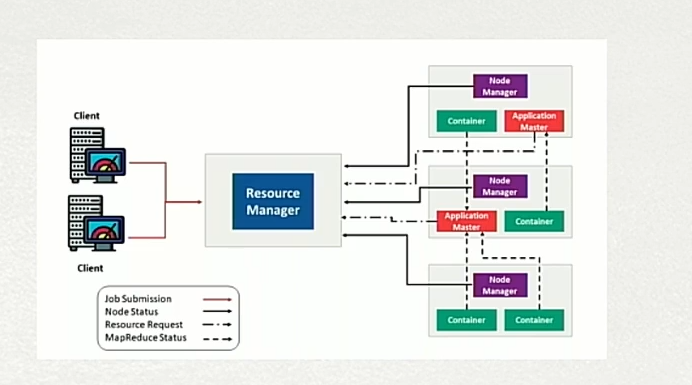 Client
Client
Resource
Manager
Node
Manager
Container
Application
Master
Node
Manager
Application
Master
Container
Node
Manager
Container
Container
Job Submission
Node Status
Resource Request
MapReduce Status